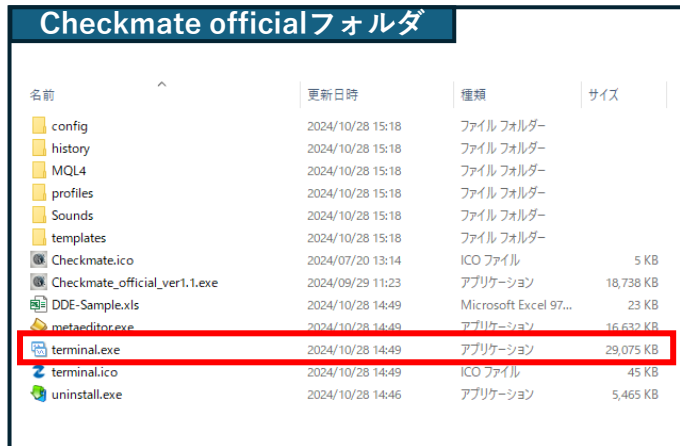 Checkmate officialフォルダ
名前 更新日時 種類 サイズ
config 2024/10/28 15:18 ファイル フォルダー
history 2024/10/28 15:18 ファイル フォルダー
MQL4 2024/10/28 15:18 ファイル フォルダー
profiles 2024/10/28 15:18 ファイル フォルダー
Sounds 2024/10/28 15:18 ファイル フォルダー
templates 2024/10/28 15:18 ファイル フォルダー
Checkmate.ico 2024/07/20 13:14 ICO ファイル 5 KB
Checkmate_official_ver1.1.exe 2024/09/29 11:23 アプリケーション 18,738 KB
DDE-Sample.xls 2024/10/28 14:49 Microsoft Excel 97... 23 KB
metaeditor.exe 2024/10/28 14:49 アプリケーション 16,632 KB
terminal.exe 2024/10/28 14:49 アプリケーション 29,075 KB
terminal.ico 2024/10/28 14:49 ICO ファイル 45 KB
uninstall.exe 2024/10/28 14:46 アプリケーション 5,465 KB